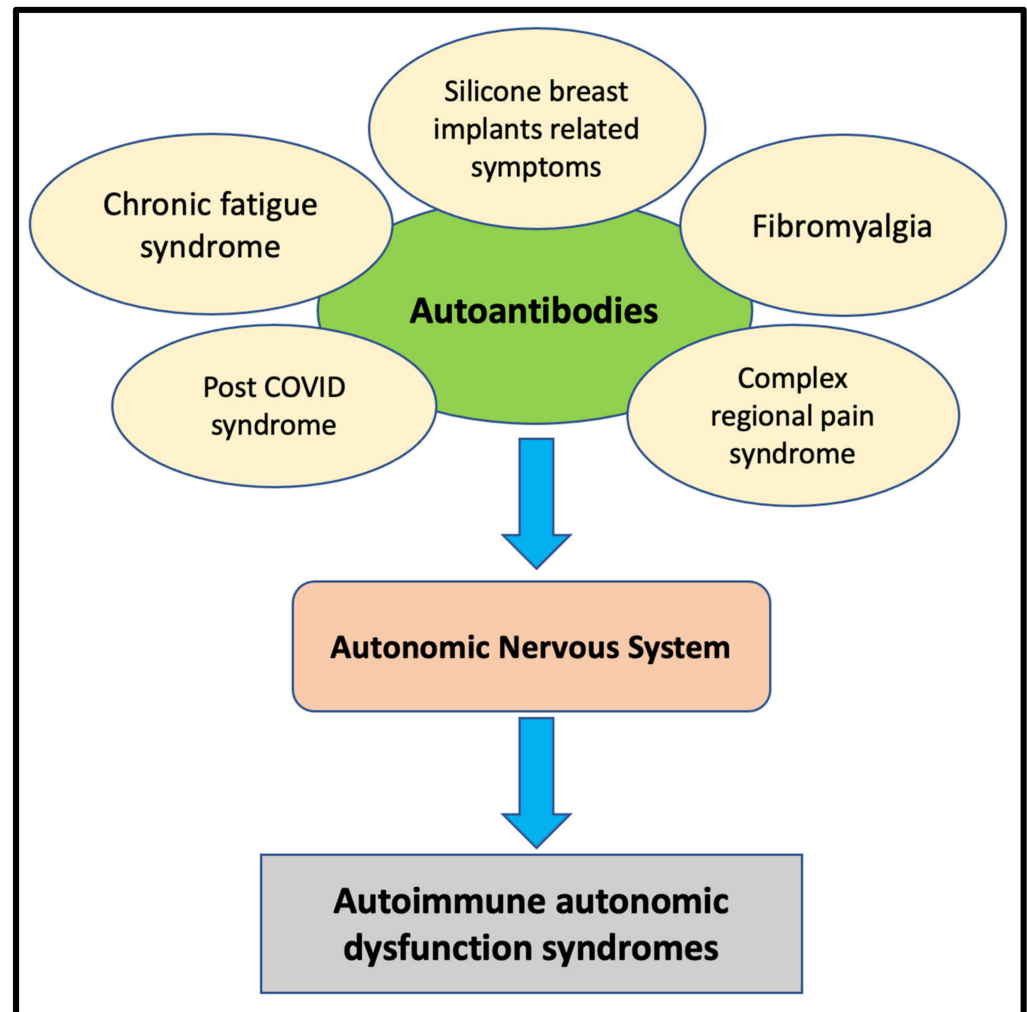 Silicone breast
implants related
symptoms
Chronic fatigue
syndrome
Fibromyalgia
Autoantibodies
Post COVID
syndrome
Complex
regional pain
syndrome
Autonomic Nervous System
Autoimmune autonomic
dysfunction syndromes